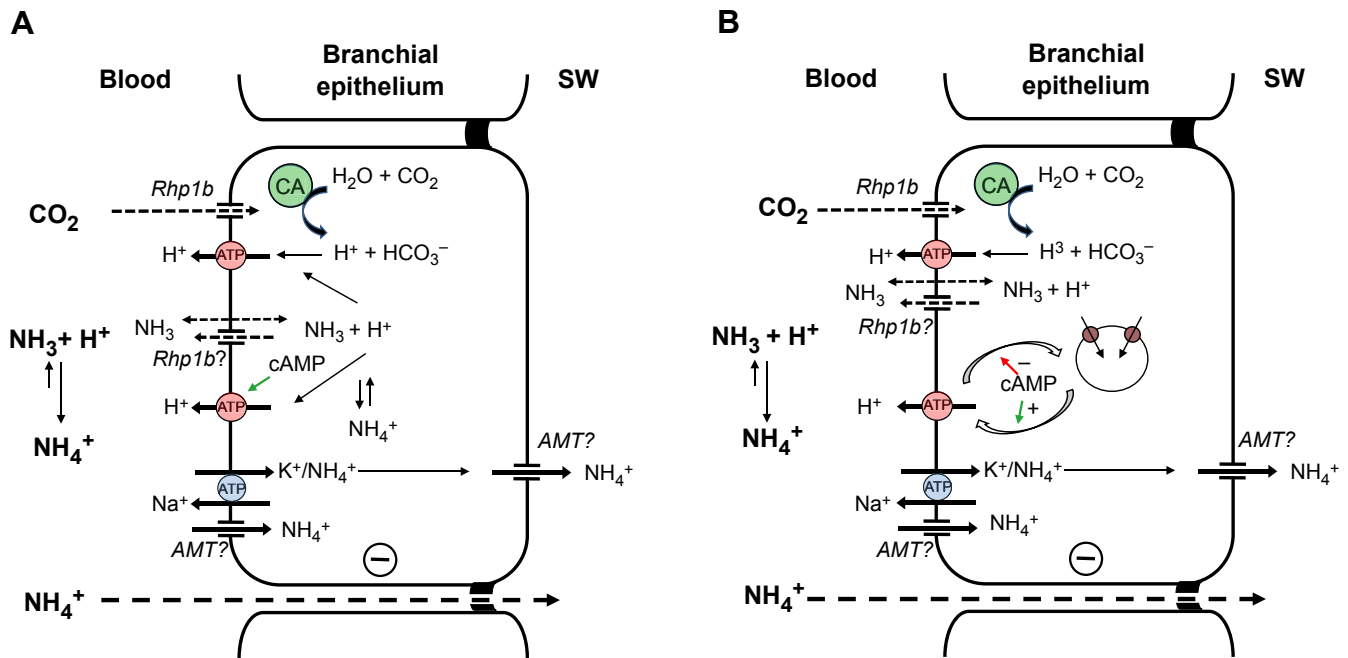 A
Blood
Branchial
epithelium
SW
Rhp1b
CA
H₂O + CO₂
CO₂
H⁺
ATP
H⁺ + HCO₃⁻
NH₃
NH₃ + H⁺
NH₃ + H⁺
Rhp1b?
cAMP
H⁺
ATP
NH₄⁺
NH₄⁺
AMT?
K⁺/NH₄⁺
NH₄⁺
ATP
Na⁺
NH₄⁺
AMT?
−
NH₄⁺
B
Blood
Branchial
epithelium
SW
Rhp1b
CA
H₂O + CO₂
CO₂
H⁺
ATP
H³ + HCO₃⁻
NH₃
NH₃ + H⁺
Rhp1b?
NH₃ + H⁺
−
cAMP
+
H⁺
ATP
NH₄⁺
AMT?
K⁺/NH₄⁺
NH₄⁺
ATP
Na⁺
NH₄⁺
AMT?
−
NH₄⁺